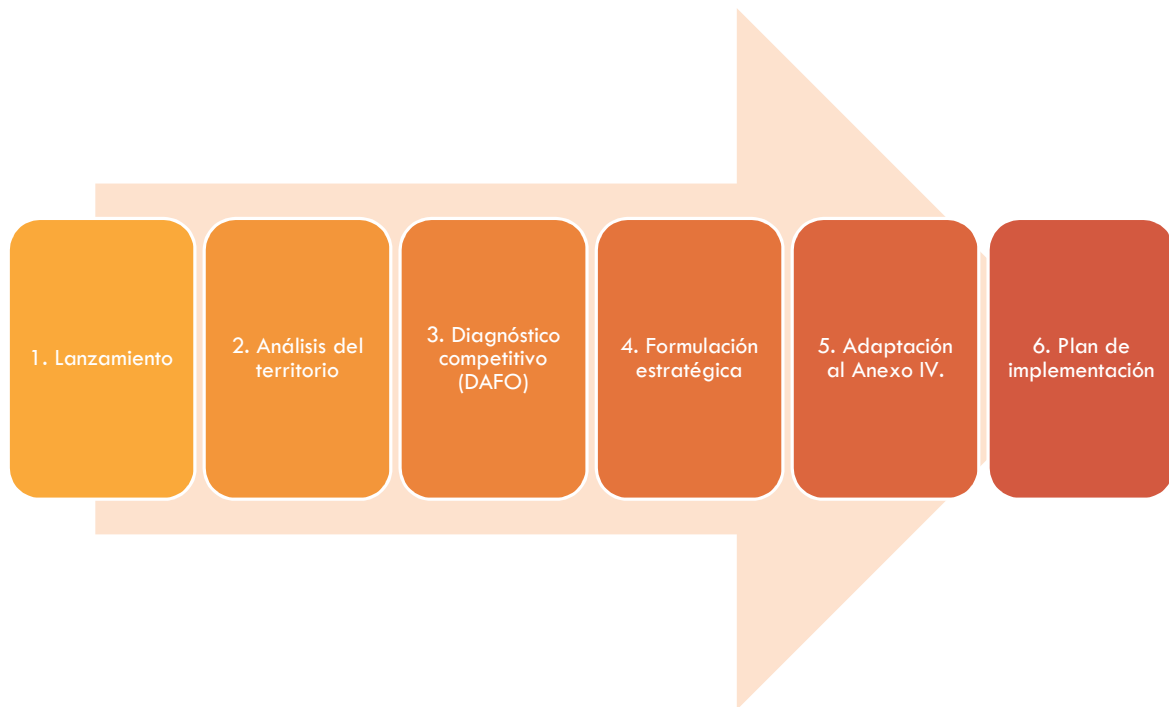 1. Lanzamiento
2. Análisis del
territorio
3. Diagnóstico
competitivo
(DAFO)
4. Formulación
estratégica
5. Adaptación
al Anexo IV.
6. Plan de
implementación